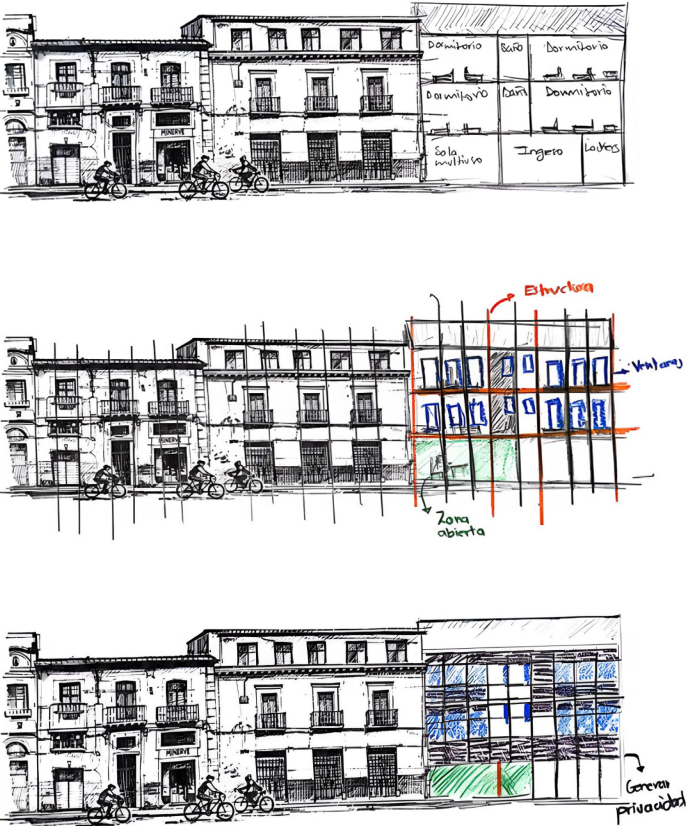 Dormitorio Baño Dormitorio
Dormitorio Baño Dormitorio
MINERVE
Sala
multiuso
Ingreso
Lockers
Estructura
Ventanas
MINERVE
Zona
abierta
MINERVE
Generar
privacidad